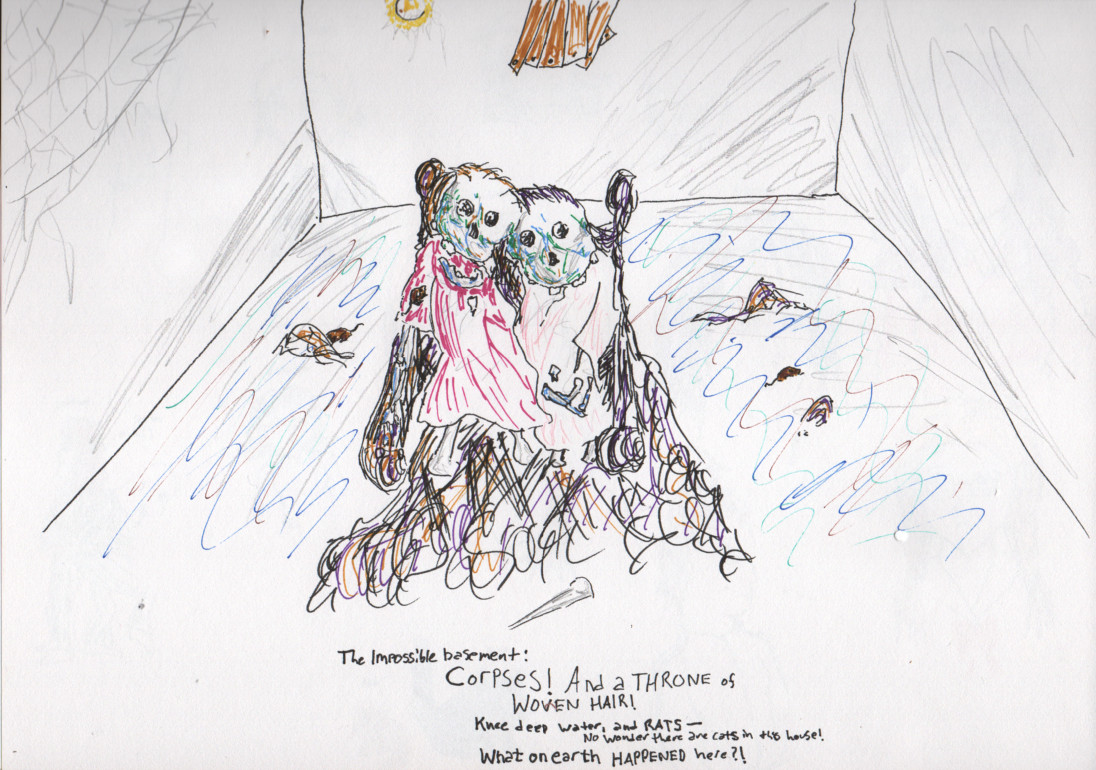 The Impossible basement:
Corpses! And a THRONE of
WOVEN HAIR!
Knee deep water, and RATS—
No wonder there are cats in this house!
What on earth HAPPENED here?!